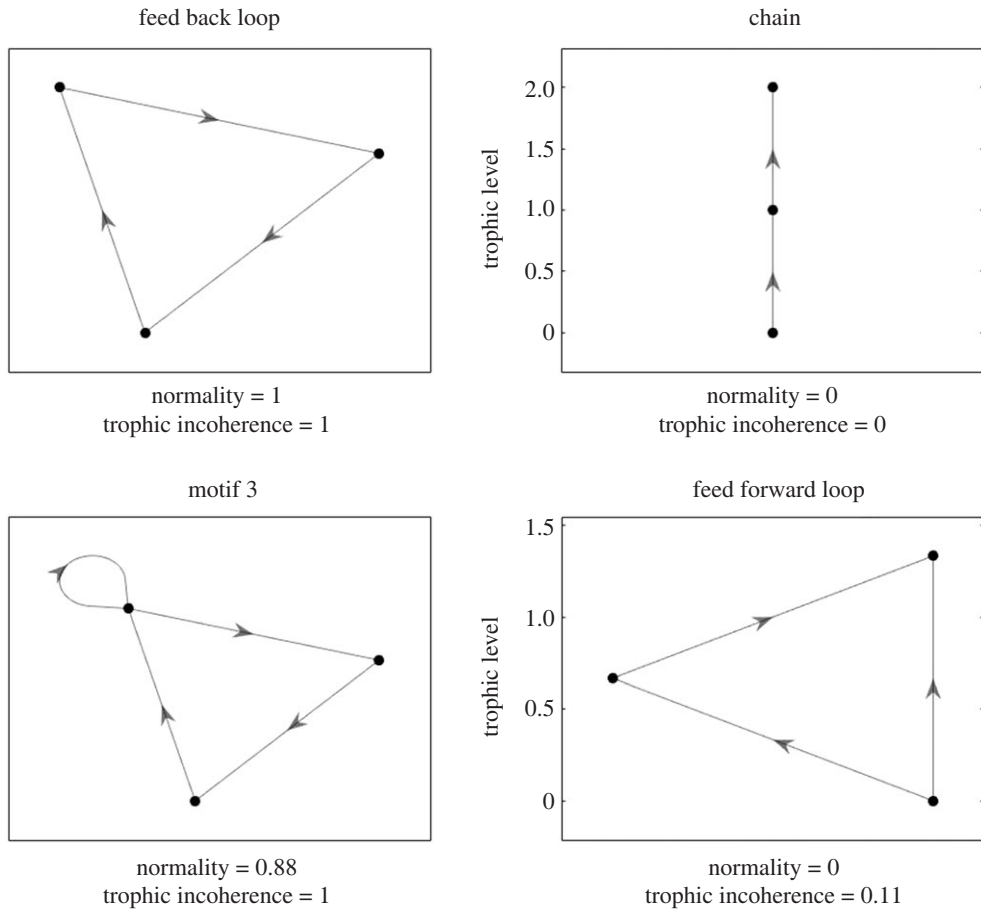 feed back loop
normality = 1
trophic incoherence = 1
chain
trophic level
2.0
1.5
1.0
0.5
0
normality = 0
trophic incoherence = 0
motif 3
normality = 0.88
trophic incoherence = 1
feed forward loop
trophic level
1.5
1.0
0.5
0
normality = 0
trophic incoherence = 0.11